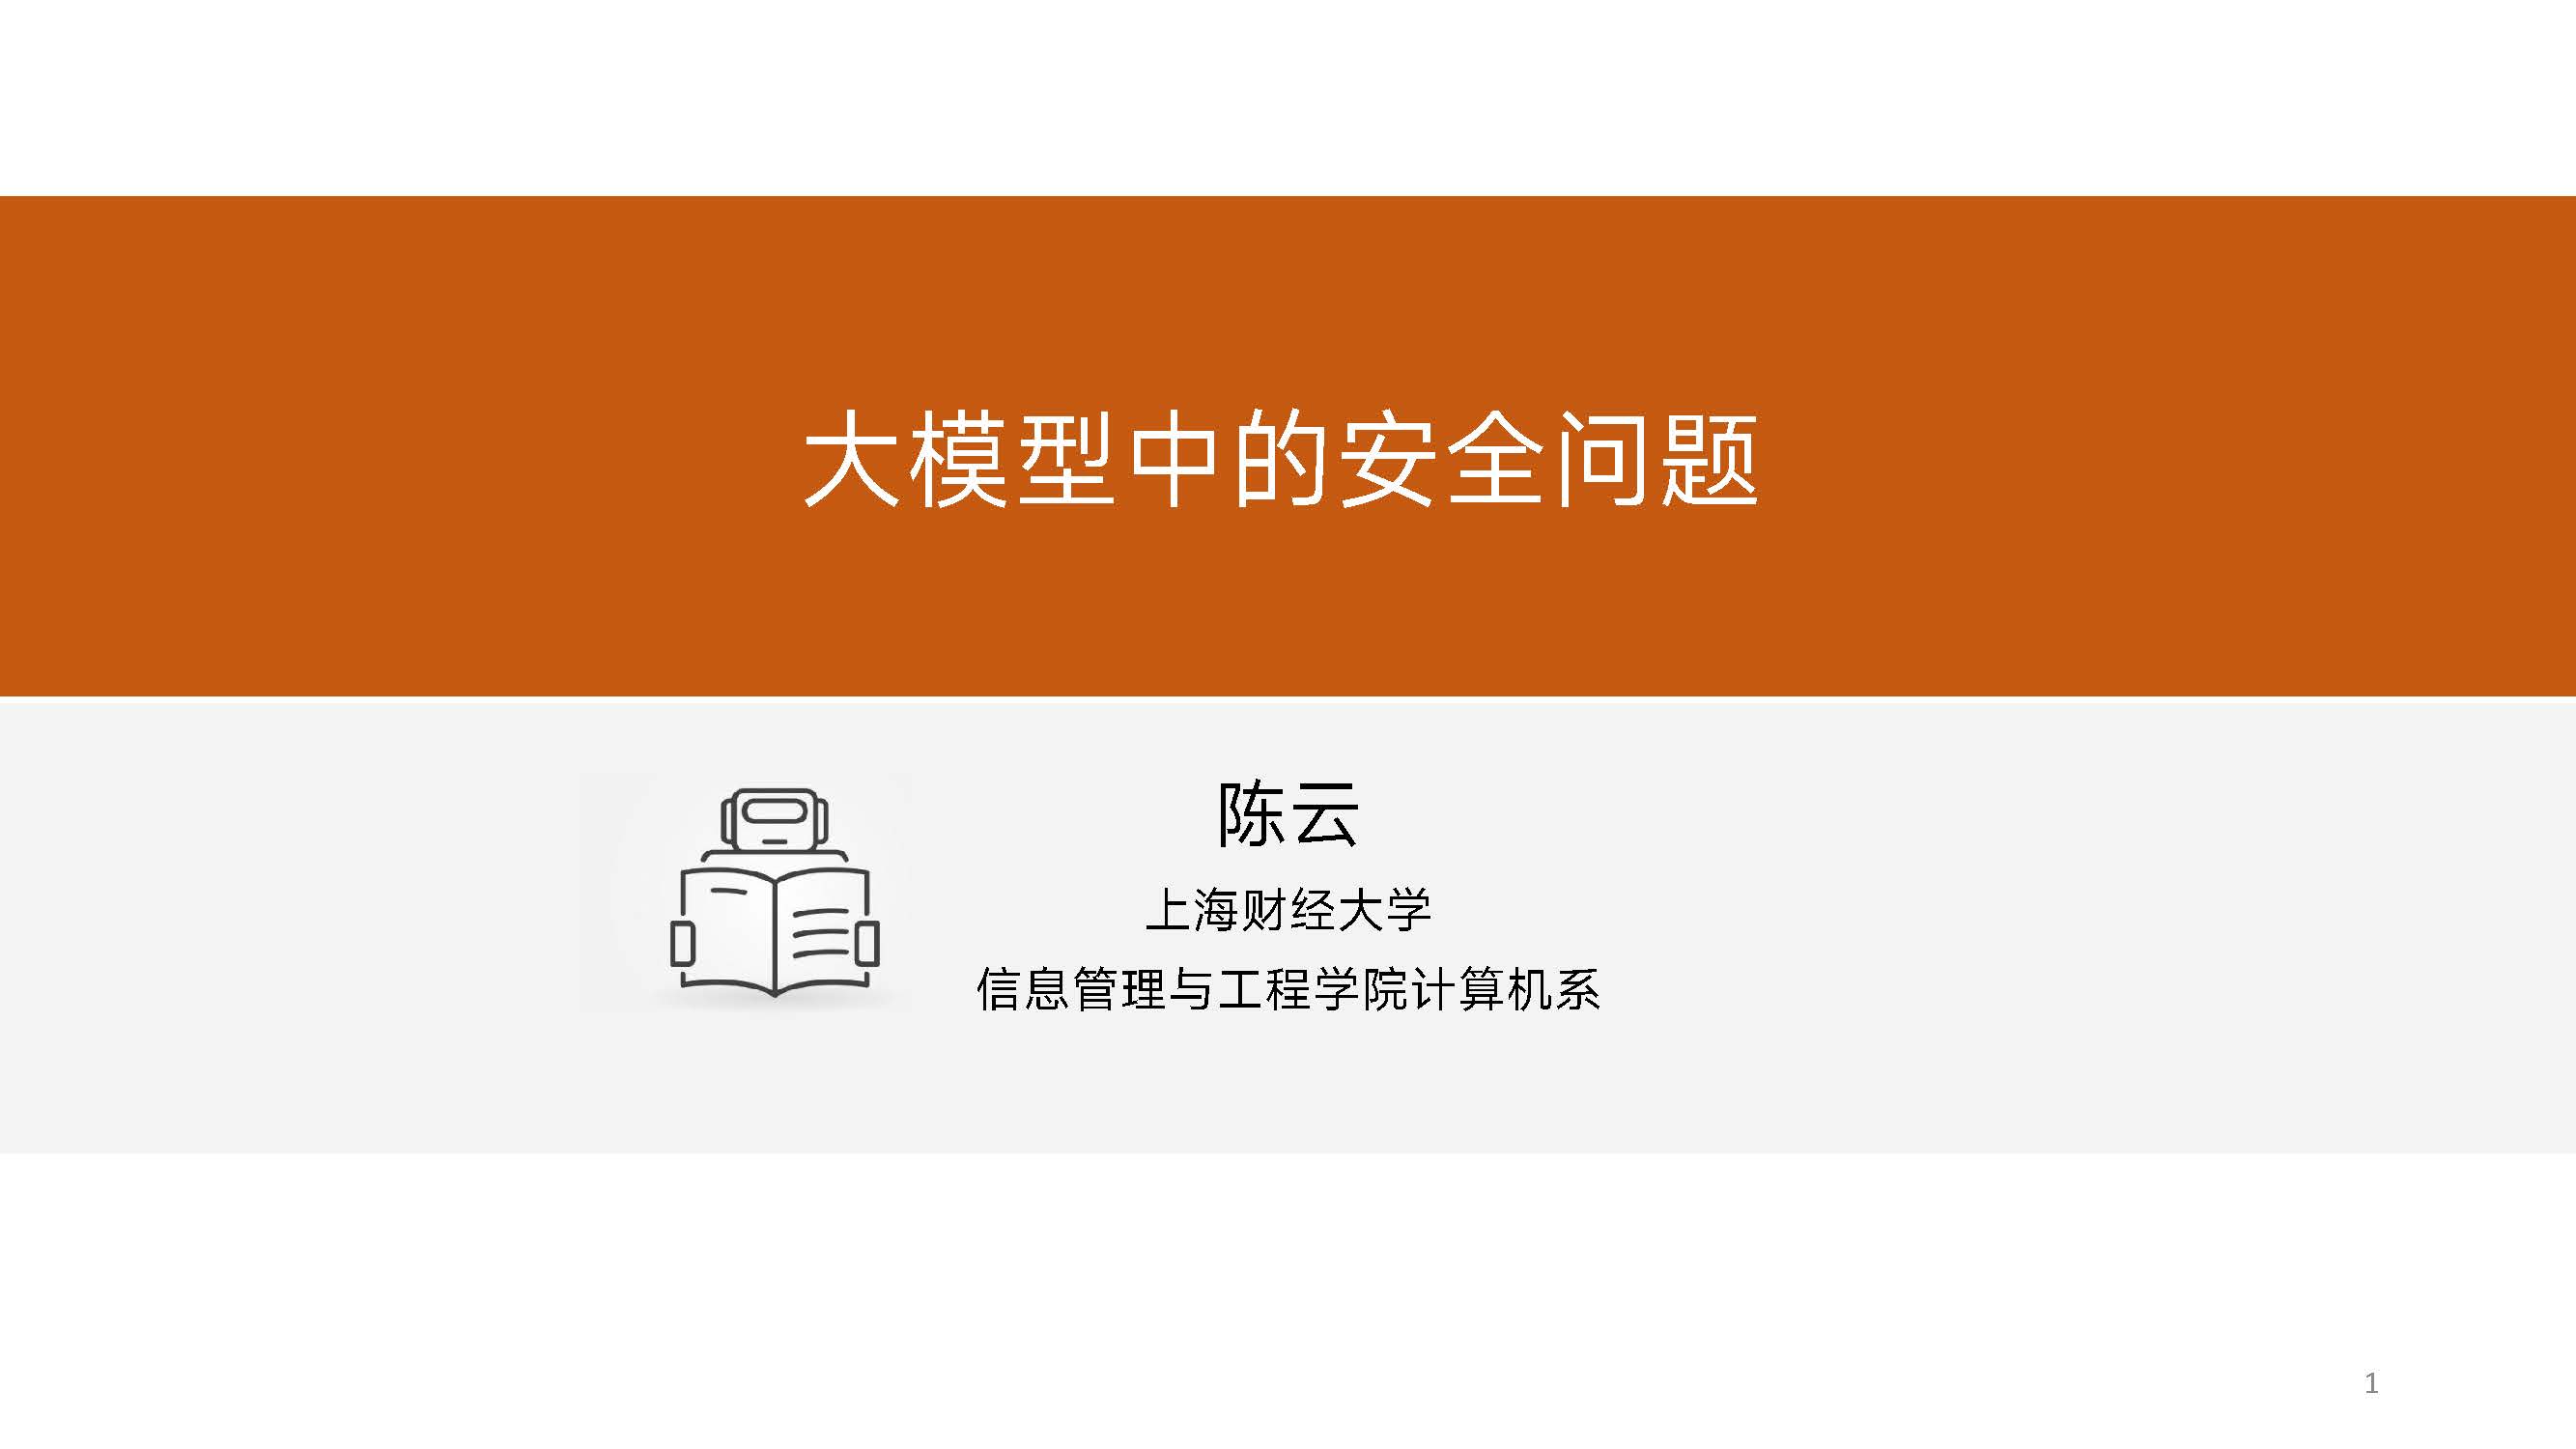 大模型中的安全问题
陈云
上海财经大学
信息管理与工程学院计算机系
1